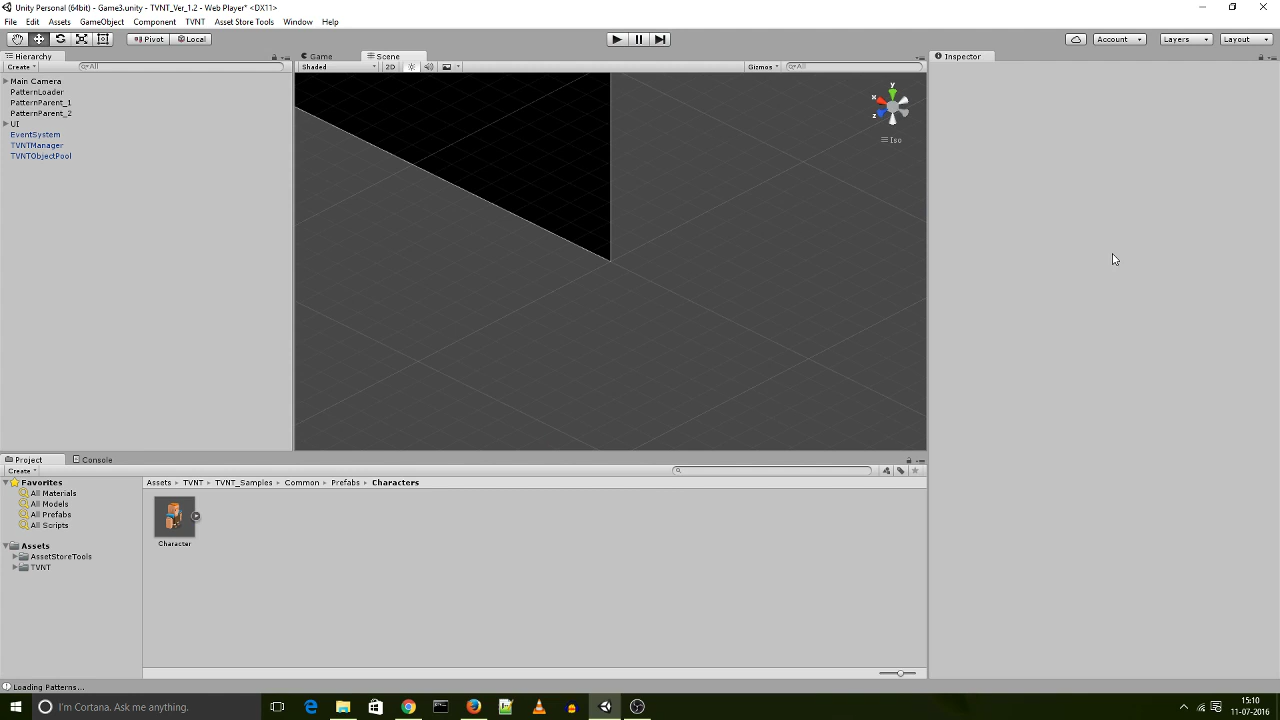 Unity Personal (64bit) - Game3.unity - TVNT_Ver_1.2 - Web Player* <DX11>
File Edit Assets GameObject Component TVNT Asset Store Tools Window Help
Pivot Local Account Layers Layout
Hierarchy Game Scene Inspector
Create All Shaded 2D Gizmos All
Main Camera
PatternLoader
PatternParent_1
PatternParent_2
UI
EventSystem
TVNTManager
TVNTObjectPool
y
x
z
Iso
Project Console
Create
Favorites
All Materials
All Models
All Prefabs
All Scripts
Assets
AssetStoreTools
TVNT
Assets TVNT TVNT_Samples Common Prefabs Characters
Character
Loading Patterns...
I'm Cortana. Ask me anything.
15:10
11-07-2016